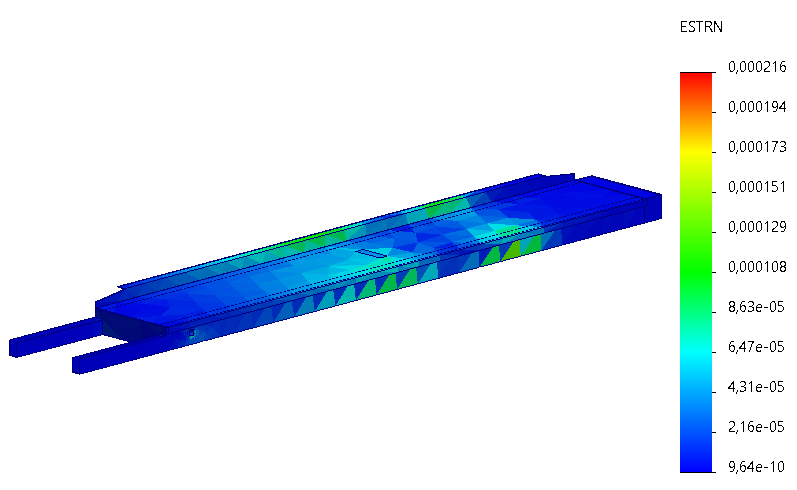 ESTRN
0,000216
0,000194
0,000173
0,000151
0,000129
0,000108
8,63e-05
6,47e-05
4,31e-05
2,16e-05
9,64e-10